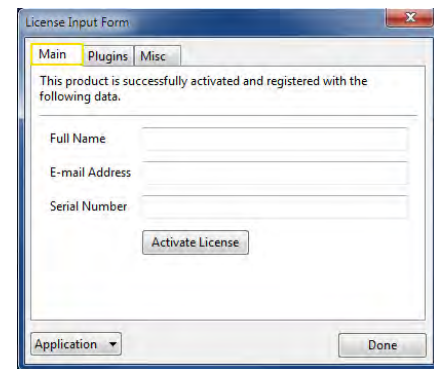 License Input Form
Main Plugins Misc
This product is successfully activated and registered with the
following data.
Full Name
E-mail Address
Serial Number
Activate License
Application Done